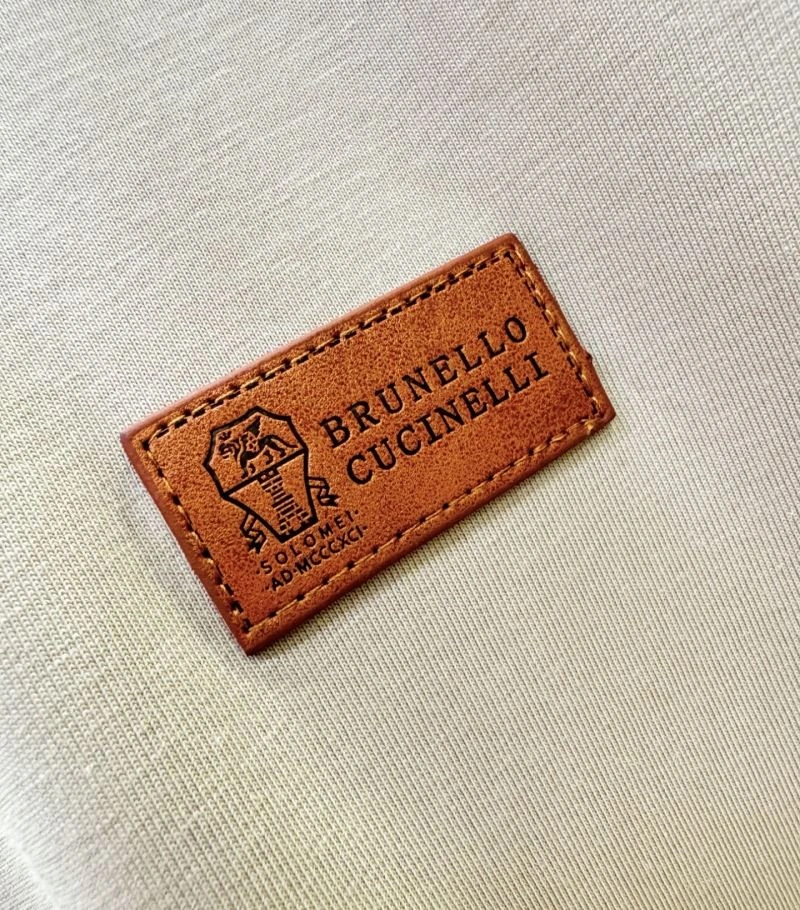 BRUNELLO
CUCINELLI
·SOLOMEI·
·AD·MCCCXCI·